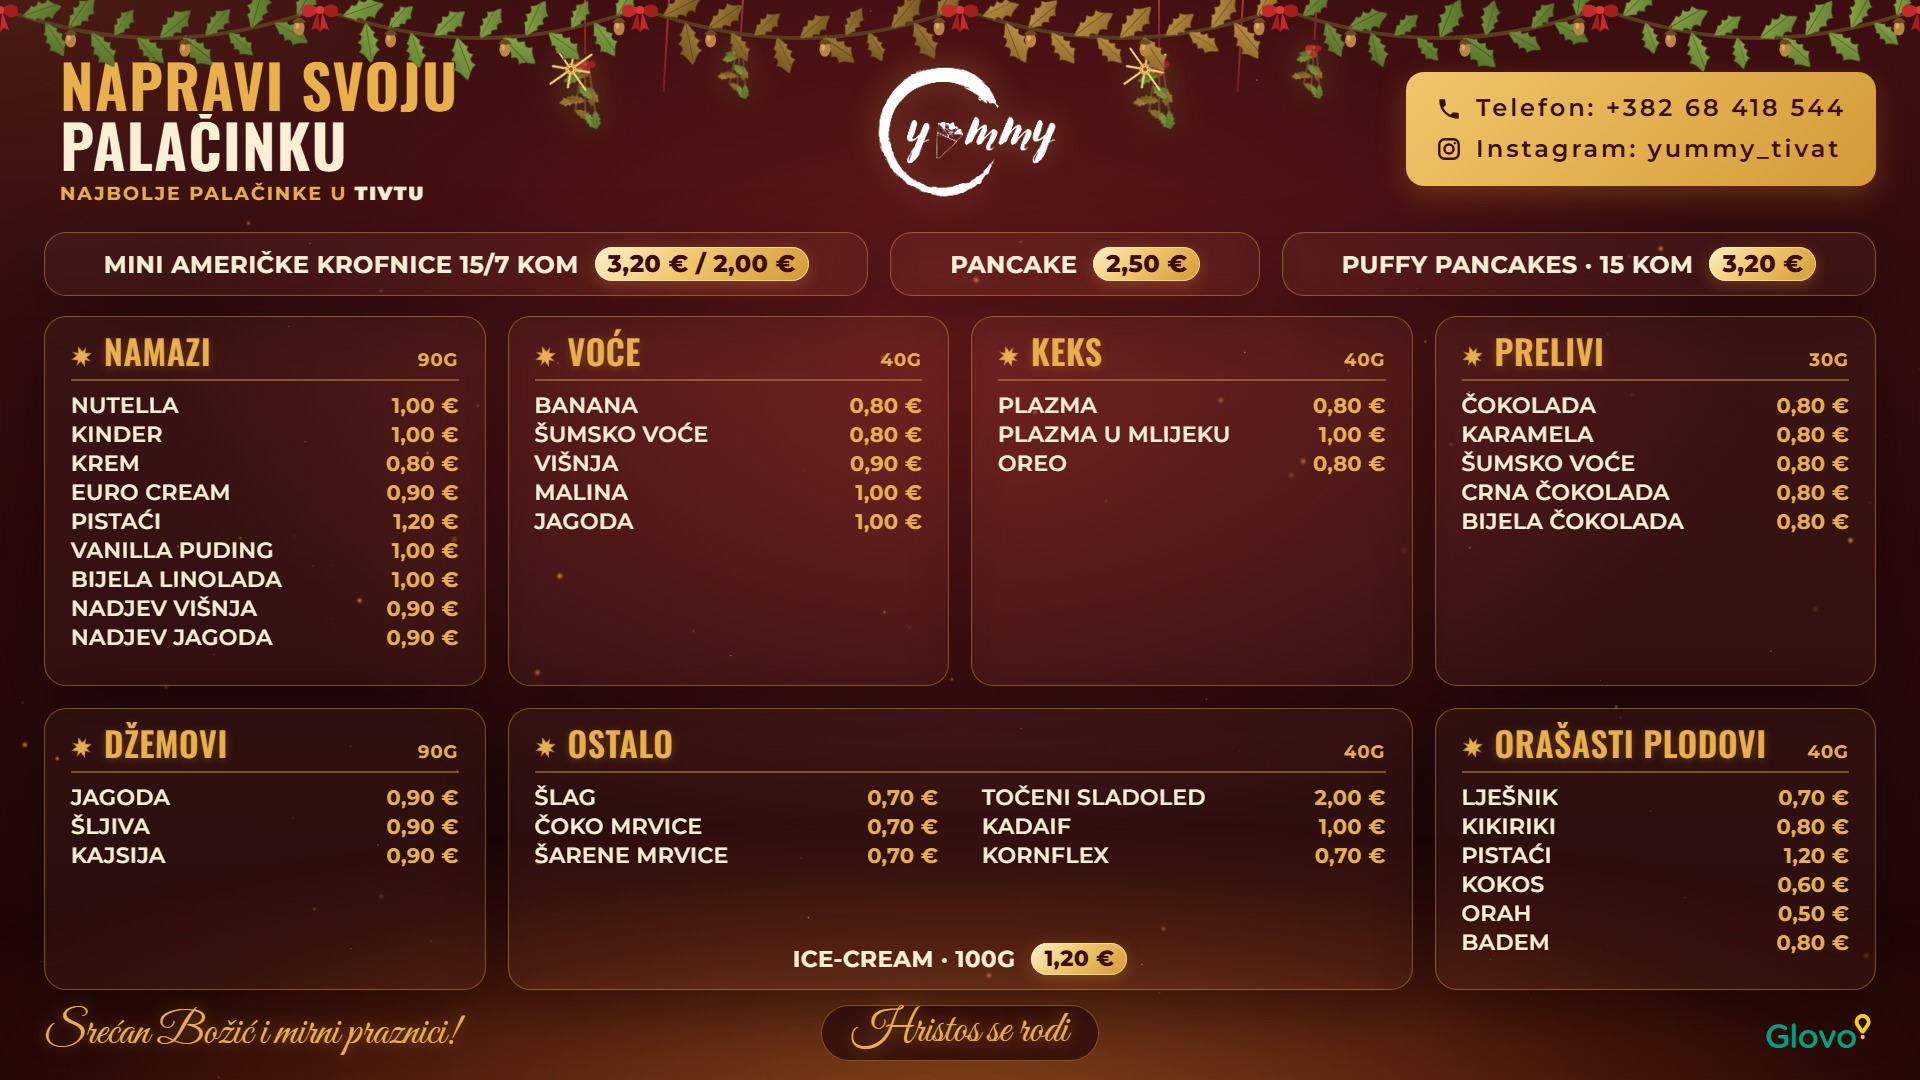 NAPRAVI SVOJU
PALAČINKU
NAJBOLJE PALAČINKE U TIVTU
yummy
Telefon: +382 68 418 544
Instagram: yummy_tivat
MINI AMERIČKE KROFNICE 15/7 KOM 3,20 € / 2,00 €
PANCAKE 2,50 €
PUFFY PANCAKES · 15 KOM 3,20 €
NAMAZI 90G
NUTELLA 1,00 €
KINDER 1,00 €
KREM 0,80 €
EURO CREAM 0,90 €
PISTAĆI 1,20 €
VANILLA PUDING 1,00 €
BIJELA LINOLADA 1,00 €
NADJEV VIŠNJA 0,90 €
NADJEV JAGODA 0,90 €
VOĆE 40G
BANANA 0,80 €
ŠUMSKO VOĆE 0,80 €
VIŠNJA 0,90 €
MALINA 1,00 €
JAGODA 1,00 €
KEKS 40G
PLAZMA 0,80 €
PLAZMA U MLIJEKU 1,00 €
OREO 0,80 €
PRELIVI 30G
ČOKOLADA 0,80 €
KARAMELA 0,80 €
ŠUMSKO VOĆE 0,80 €
CRNA ČOKOLADA 0,80 €
BIJELA ČOKOLADA 0,80 €
DŽEMOVI 90G
JAGODA 0,90 €
ŠLJIVA 0,90 €
KAJSIJA 0,90 €
OSTALO 40G
ŠLAG 0,70 €
ČOKO MRVICE 0,70 €
ŠARENE MRVICE 0,70 €
TOČENI SLADOLED 2,00 €
KADAIF 1,00 €
KORNFLEX 0,70 €
ICE-CREAM · 100G 1,20 €
ORAŠASTI PLODOVI 40G
LJEŠNIK 0,70 €
KIKIRIKI 0,80 €
PISTAĆI 1,20 €
KOKOS 0,60 €
ORAH 0,50 €
BADEM 0,80 €
Srećan Božić i mirni praznici!
Hristos se rodi
Glovo